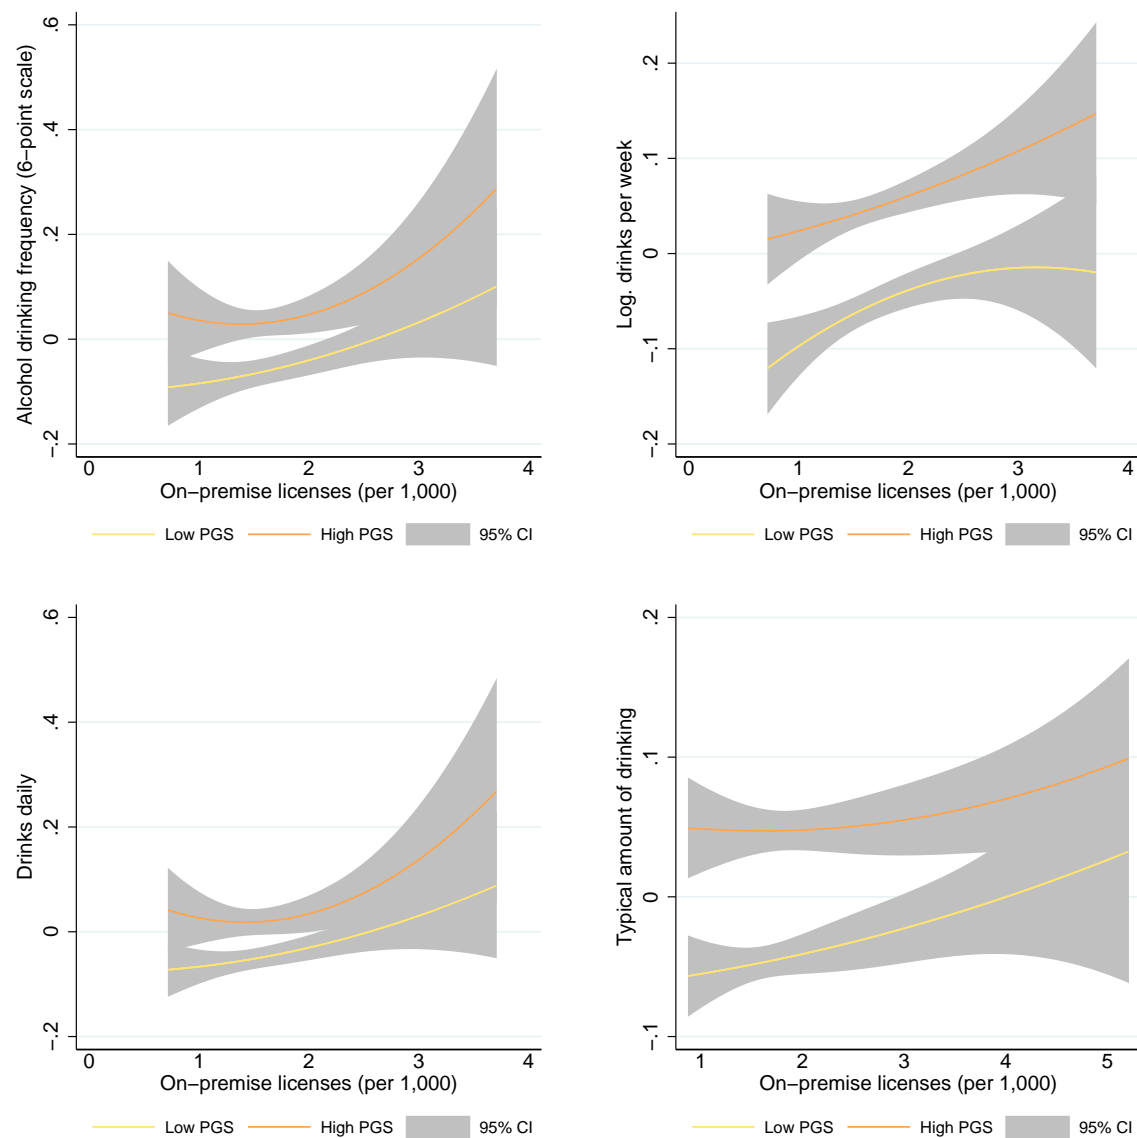 Alcohol drinking frequency (6−point scale)
−.2
0
.2
.4
.6
0 1 2 3 4
On−premise licenses (per 1,000)
Low PGS High PGS 95% CI
Log. drinks per week
−.2
−.1
0
.1
.2
0 1 2 3 4
On−premise licenses (per 1,000)
Low PGS High PGS 95% CI
Drinks daily
−.2
0
.2
.4
.6
0 1 2 3 4
On−premise licenses (per 1,000)
Low PGS High PGS 95% CI
Typical amount of drinking
−.1
0
.1
.2
1 2 3 4 5
On−premise licenses (per 1,000)
Low PGS High PGS 95% CI